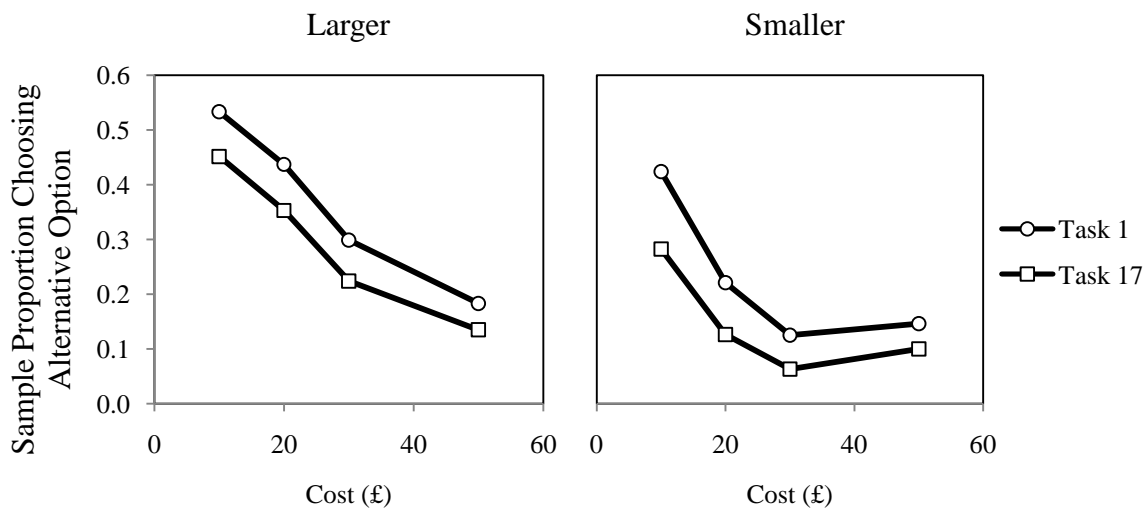 Larger
Smaller
Sample Proportion Choosing
Alternative Option
0.6
0.5
0.4
0.3
0.2
0.1
0.0
0 20 40 60
0 20 40 60
Cost (£)
Cost (£)
Task 1
Task 17